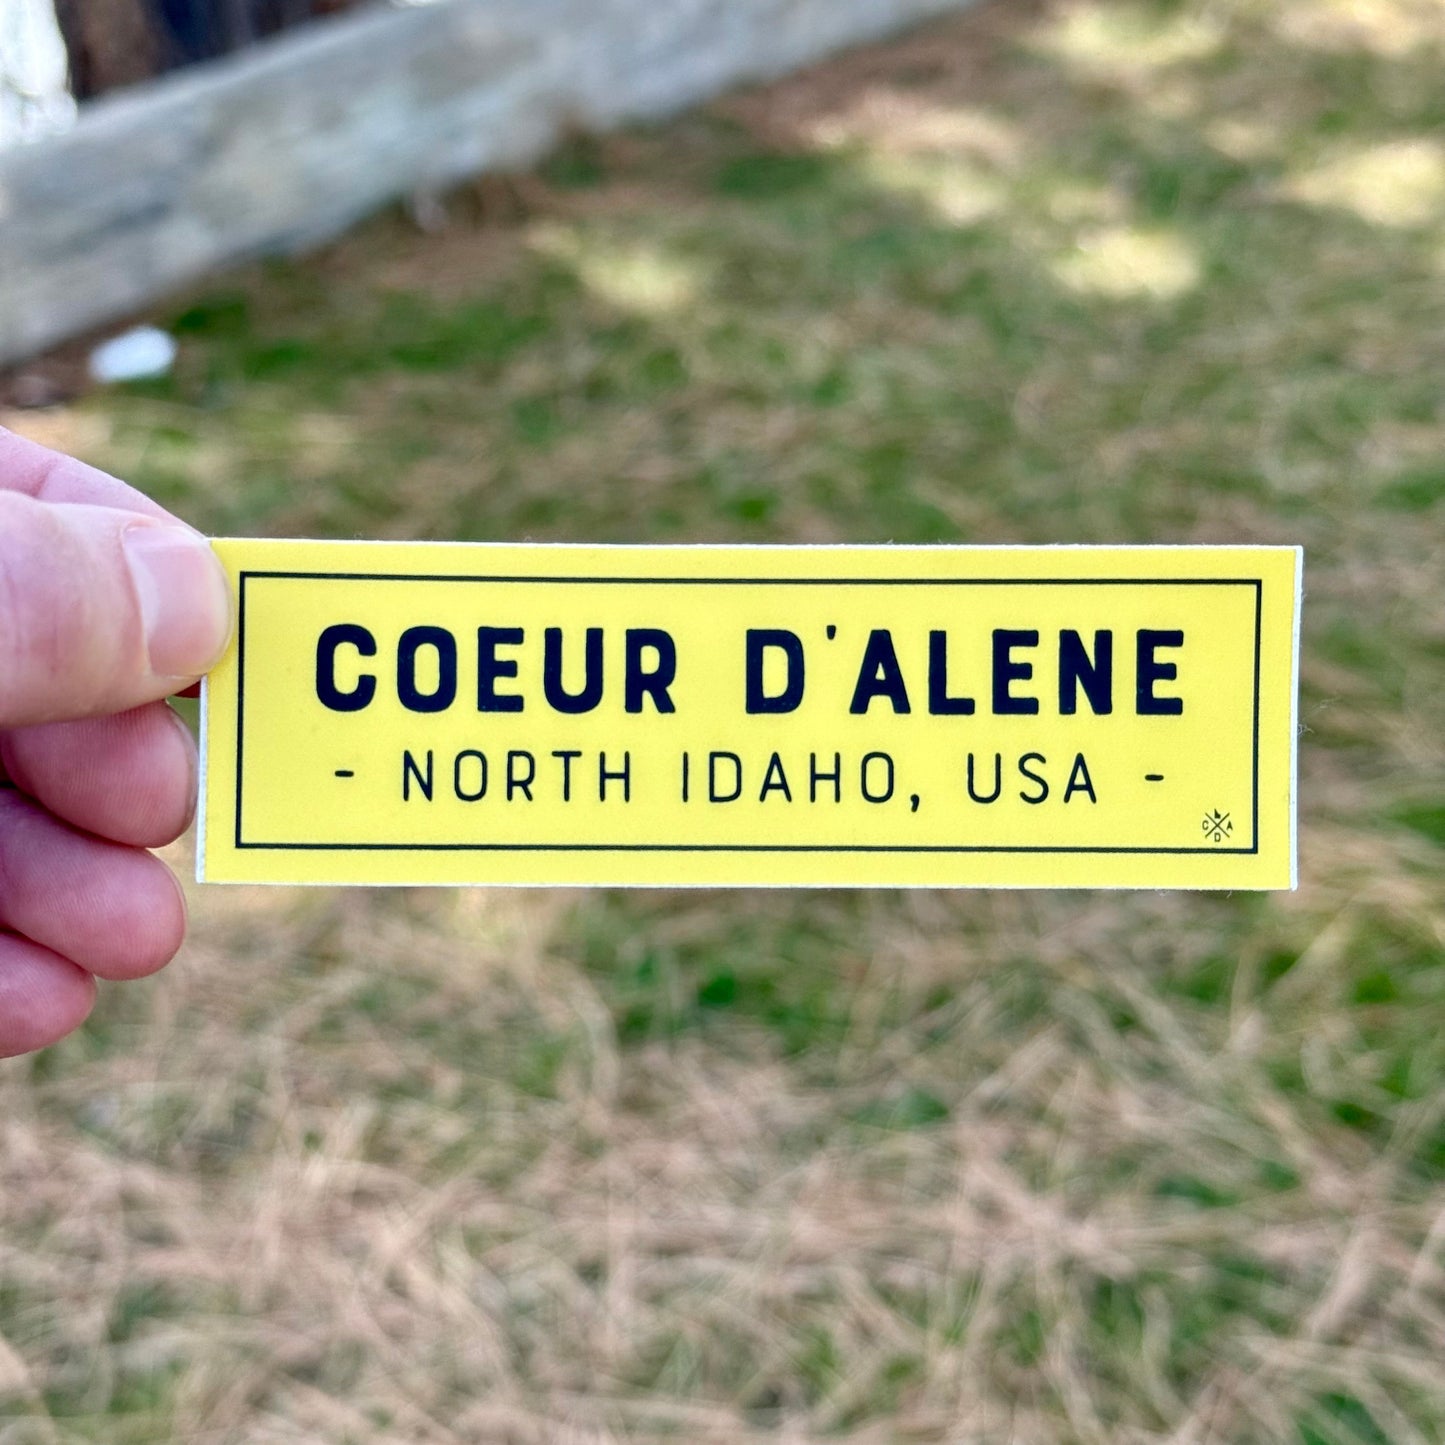 COEUR D'ALENE
- NORTH IDAHO, USA -
C A
D